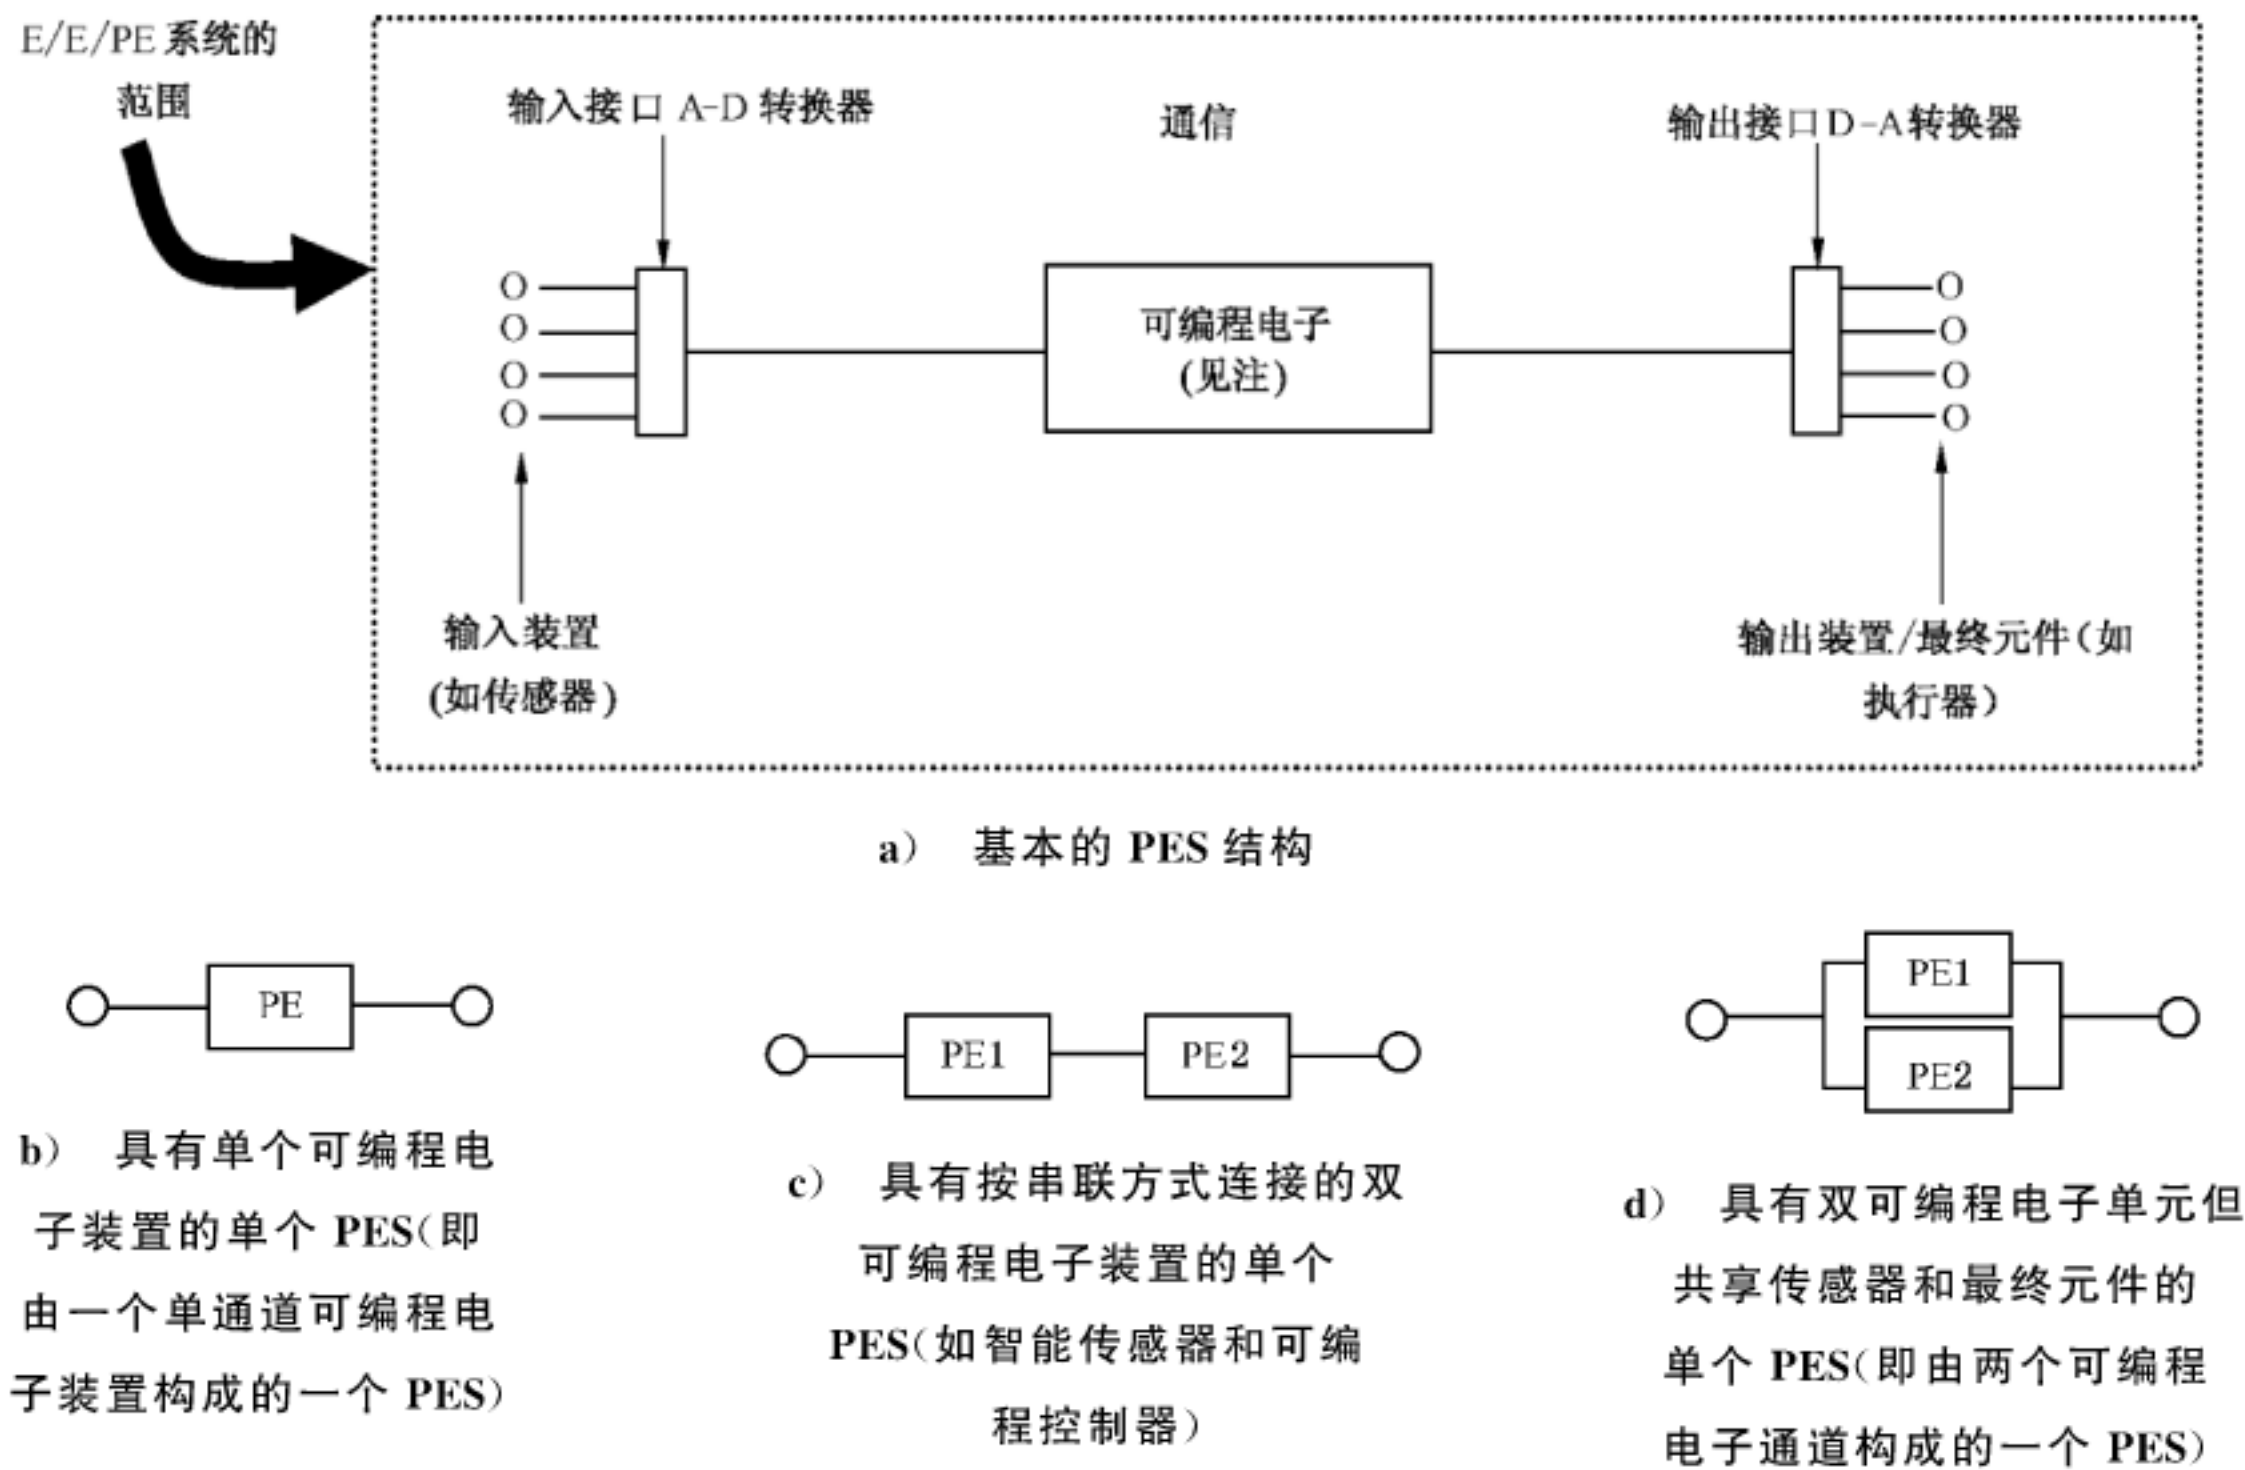 E/E/PE 系统的
范围
输入接口 A-D 转换器
通信
输出接口 D-A转换器
O
O
O
O
可编程电子
(见注)
O
O
O
O
输入装置
(如传感器)
输出装置/最终元件(如
执行器)
a) 基本的 PES 结构
PE
b) 具有单个可编程电
子装置的单个 PES(即
由一个单通道可编程电
子装置构成的一个 PES)
PE1
PE2
c) 具有按串联方式连接的双
可编程电子装置的单个
PES(如智能传感器和可编
程控制器)
PE1
PE2
d) 具有双可编程电子单元但
共享传感器和最终元件的
单个 PES(即由两个可编程
电子通道构成的一个 PES)